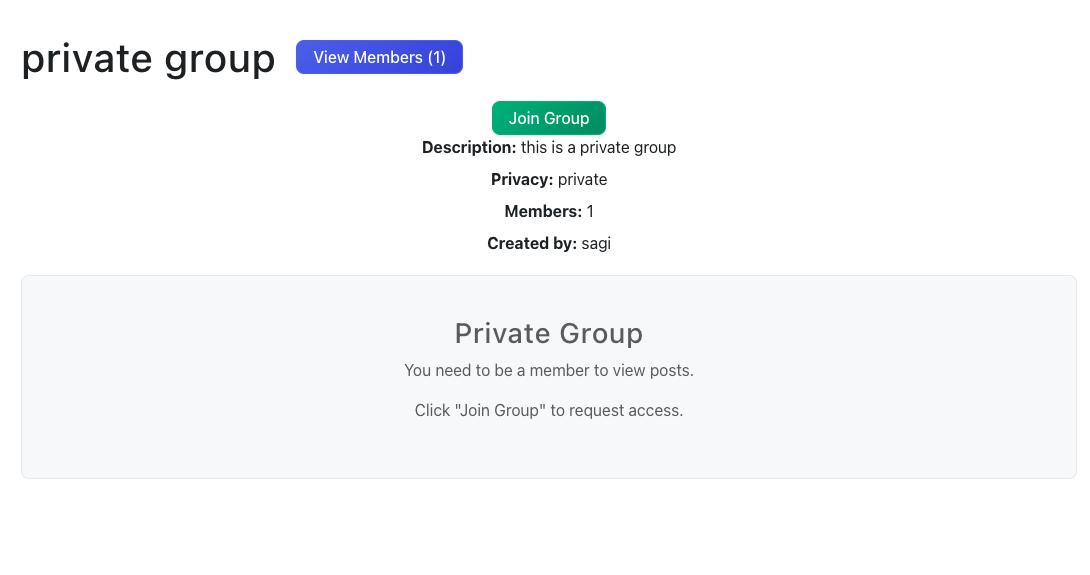 private group
View Members (1)
Join Group
Description: this is a private group
Privacy: private
Members: 1
Created by: sagi
Private Group
You need to be a member to view posts.
Click "Join Group" to request access.